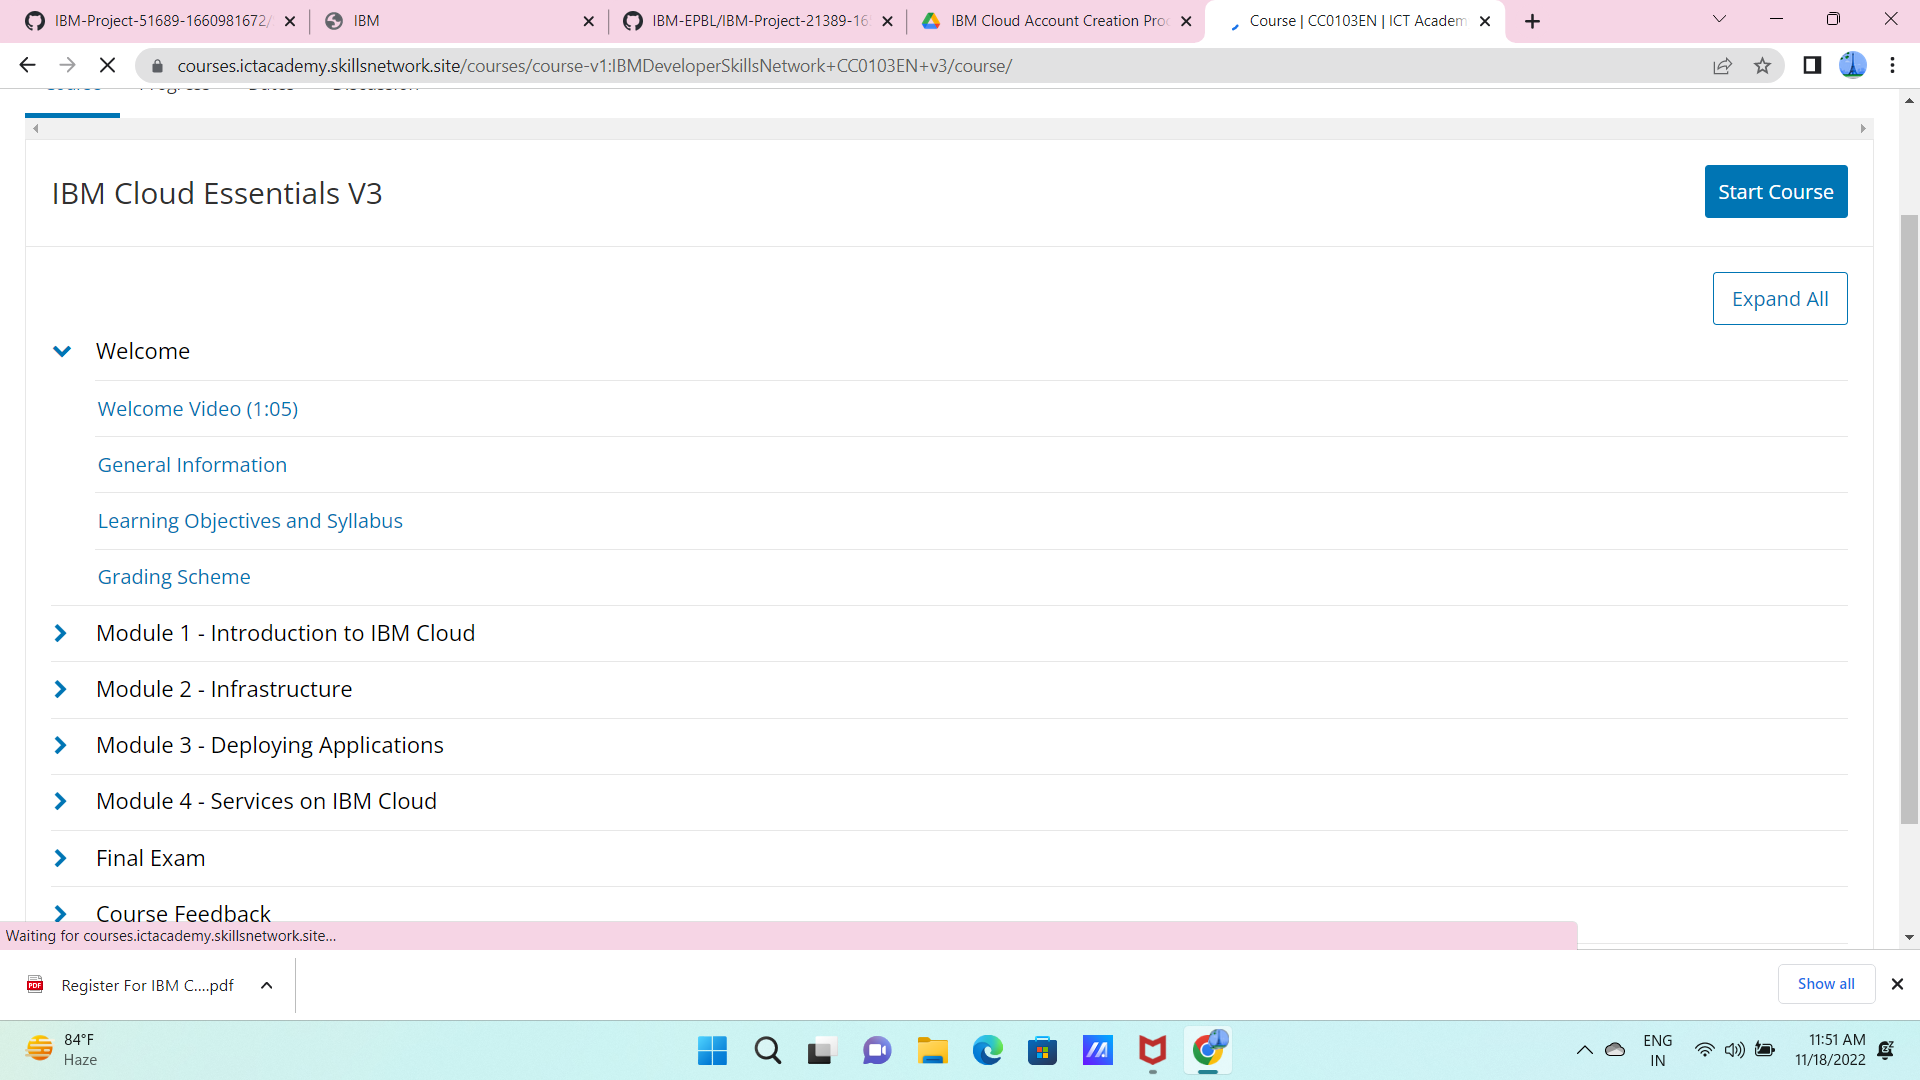 IBM-Project-51689-1660981672/
IBM
IBM-EPBL/IBM-Project-21389-16
IBM Cloud Account Creation Proc
Course | CC0103EN | ICT Academ
courses.ictacademy.skillsnetwork.site/courses/course-v1:IBMDeveloperSkillsNetwork+CC0103EN+v3/course/
Course Progress Dates Discussion
IBM Cloud Essentials V3
Start Course
Expand All
Welcome
Welcome Video (1:05)
General Information
Learning Objectives and Syllabus
Grading Scheme
Module 1 - Introduction to IBM Cloud
Module 2 - Infrastructure
Module 3 - Deploying Applications
Module 4 - Services on IBM Cloud
Final Exam
Course Feedback
Waiting for courses.ictacademy.skillsnetwork.site...
PDF
Register For IBM C....pdf
Show all
84°F
Haze
ENG
IN
11:51 AM
11/18/2022